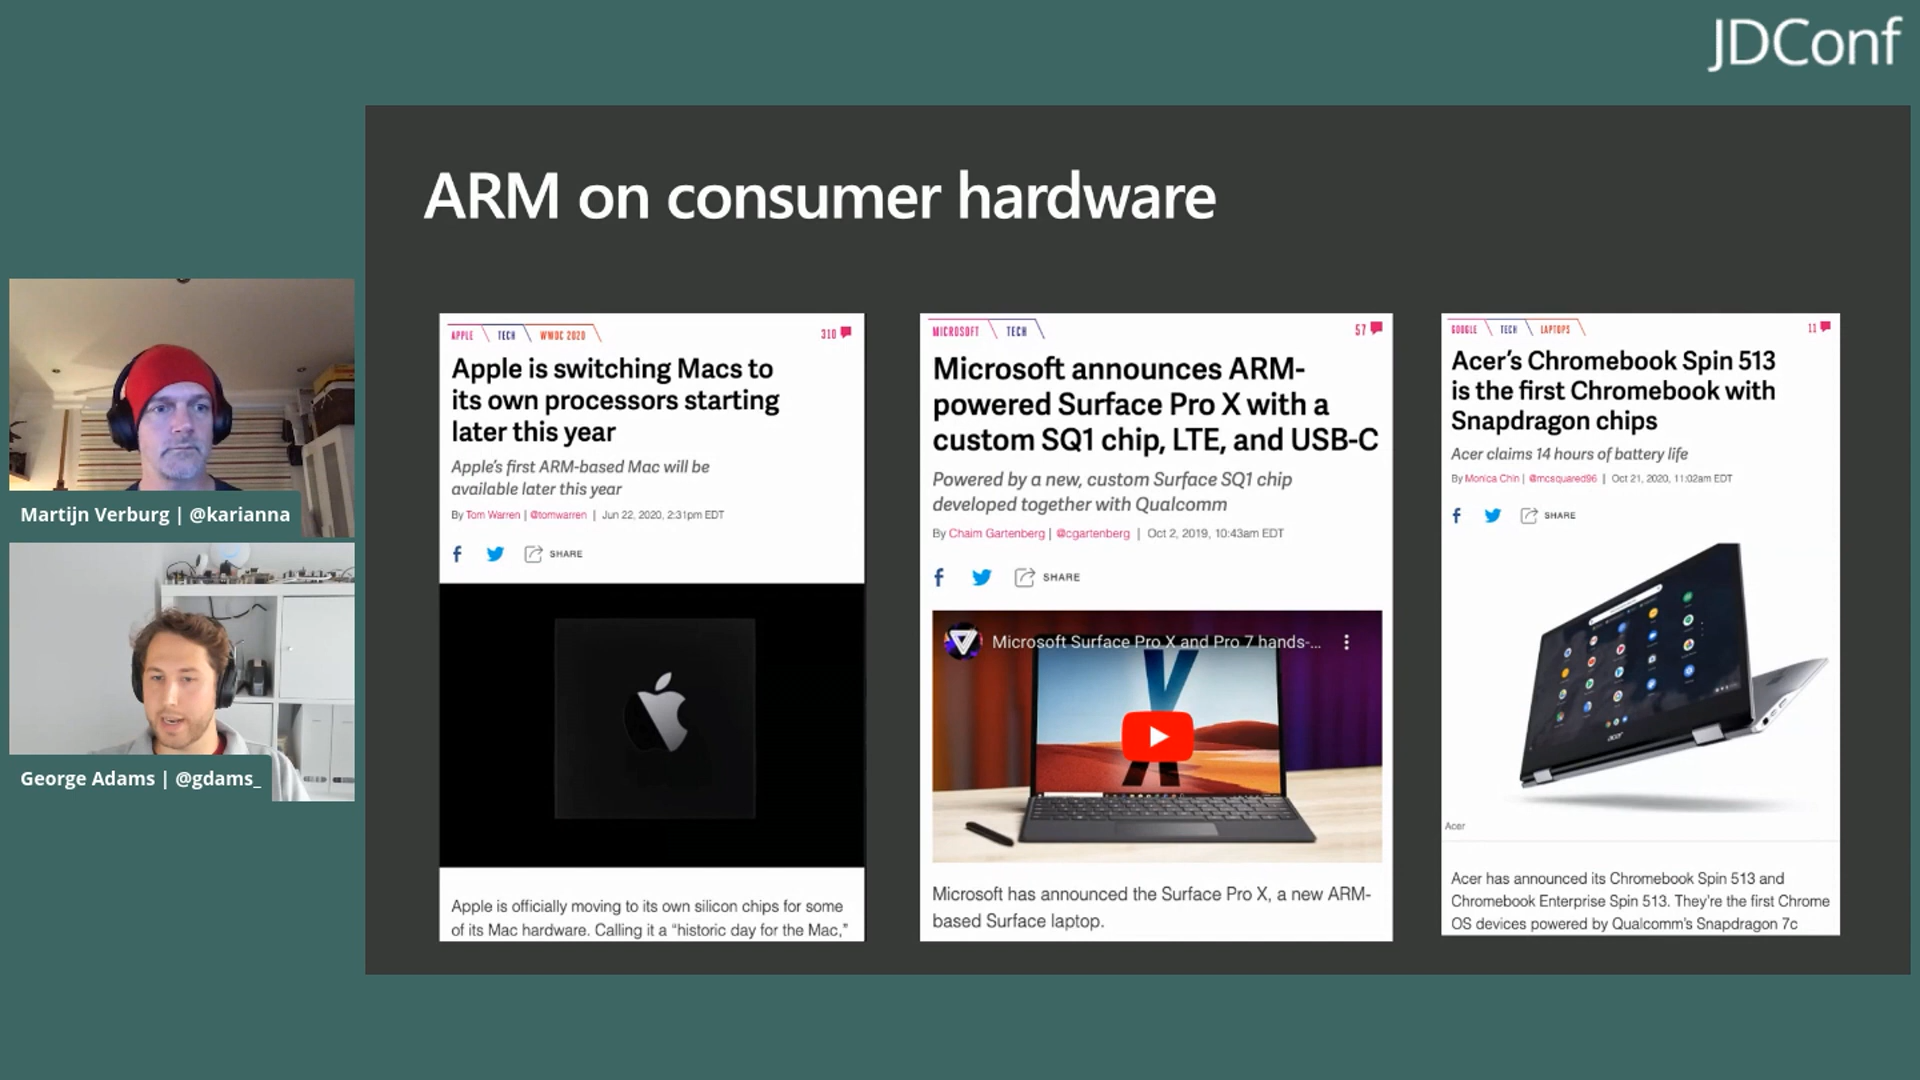 JDConf
ARM on consumer hardware
Martijn Verburg | @karianna
George Adams | @gdams_
APPLE TECH WWDC 2020 310
Apple is switching Macs to
its own processors starting
later this year
Apple's first ARM-based Mac will be
available later this year
By Tom Warren | @tomwarren | Jun 22, 2020, 2:31pm EDT
SHARE
Apple is officially moving to its own silicon chips for some
of its Mac hardware. Calling it a “historic day for the Mac,”
MICROSOFT TECH 57
Microsoft announces ARM-
powered Surface Pro X with a
custom SQ1 chip, LTE, and USB-C
Powered by a new, custom Surface SQ1 chip
developed together with Qualcomm
By Chaim Gartenberg | @cgartenberg | Oct 2, 2019, 10:43am EDT
SHARE
Microsoft Surface Pro X and Pro 7 hands-...
Microsoft has announced the Surface Pro X, a new ARM-
based Surface laptop.
GOOGLE TECH LAPTOPS 11
Acer’s Chromebook Spin 513
is the first Chromebook with
Snapdragon chips
Acer claims 14 hours of battery life
By Monica Chin | @mcsquared96 | Oct 21, 2020, 11:02am EDT
SHARE
acer
Acer
Acer has announced its Chromebook Spin 513 and
Chromebook Enterprise Spin 513. They’re the first Chrome
OS devices powered by Qualcomm’s Snapdragon 7c